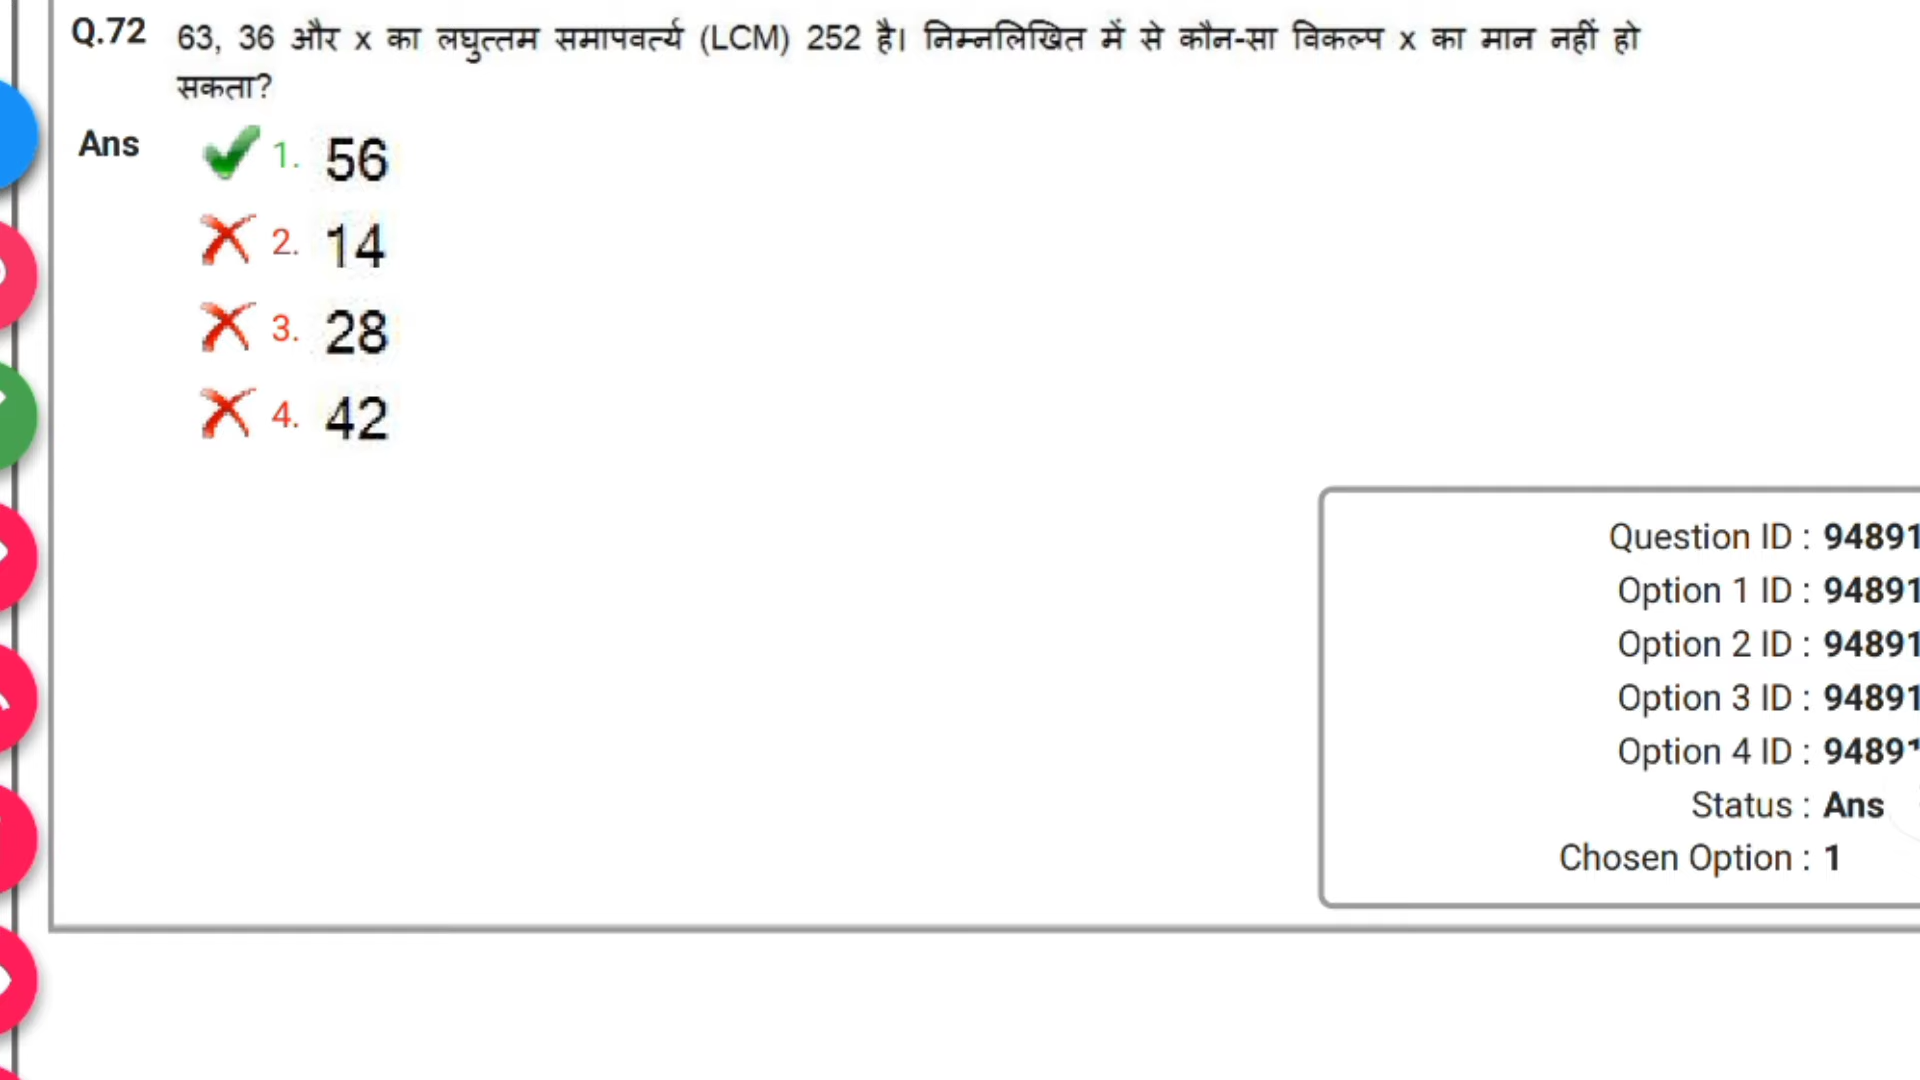 Q.72 63, 36 और x का लघुत्तम समापवर्त्य (LCM) 252 है। निम्नलिखित में से कौन-सा विकल्प x का मान नहीं हो
सकता?
Ans 1. 56
2. 14
3. 28
4. 42
Question ID : 94891
Option 1 ID : 94891
Option 2 ID : 94891
Option 3 ID : 94891
Option 4 ID : 9489
Status : Ans
Chosen Option : 1